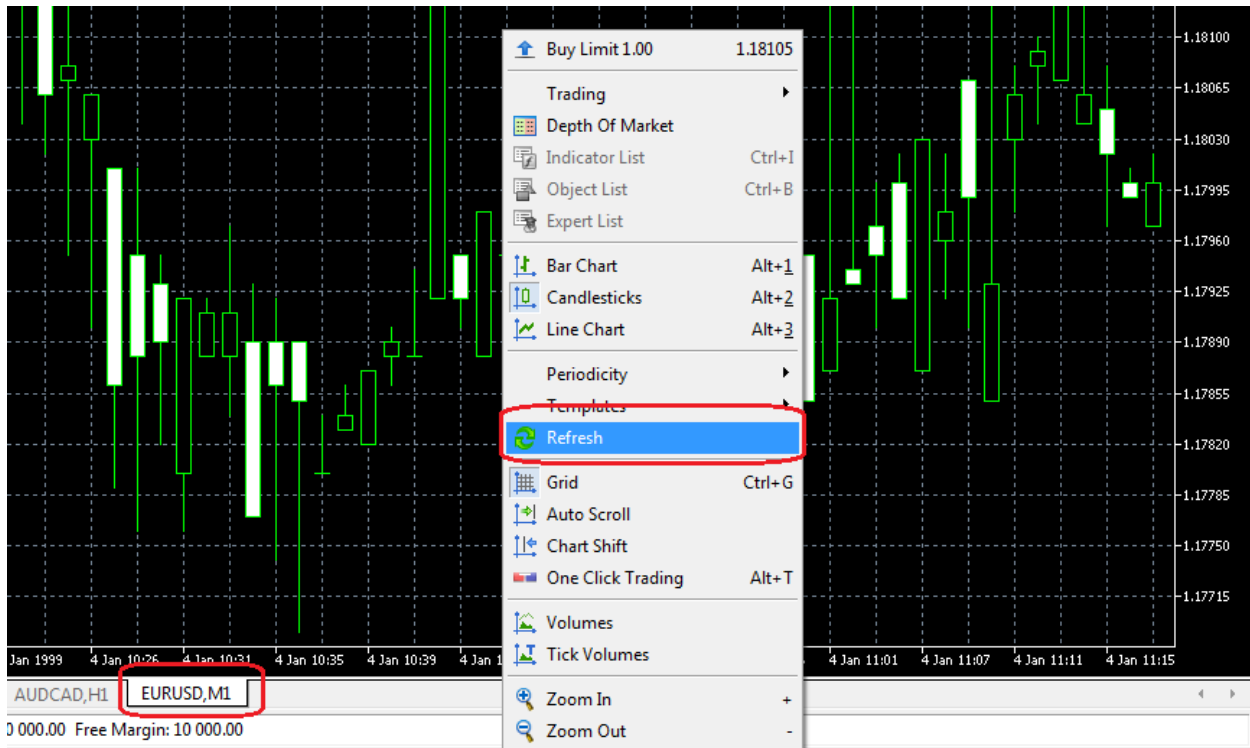 Buy Limit 1.00 1.18105
Trading
Depth Of Market
Indicator List Ctrl+I
Object List Ctrl+B
Expert List
Bar Chart Alt+1
Candlesticks Alt+2
Line Chart Alt+3
Periodicity
Templates
Refresh
Grid Ctrl+G
Auto Scroll
Chart Shift
One Click Trading Alt+T
Volumes
Tick Volumes
Zoom In +
Zoom Out -
1.18100
1.18065
1.18030
1.17995
1.17960
1.17925
1.17890
1.17855
1.17820
1.17785
1.17750
1.17715
Jan 1999 4 Jan 10:26 4 Jan 10:31 4 Jan 10:35 4 Jan 10:39 4 Jan 1 4 Jan 11:01 4 Jan 11:07 4 Jan 11:11 4 Jan 11:15
AUDCAD,H1 EURUSD,M1
0 000.00 Free Margin: 10 000.00